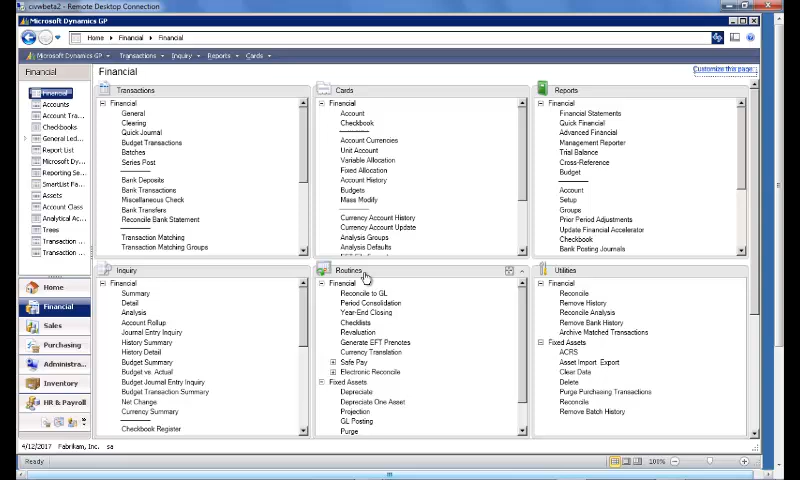 civwbeta2 - Remote Desktop Connection
Microsoft Dynamics GP
Home Financial Financial
Microsoft Dynamics GP Transactions Inquiry Reports Cards
Financial
Financial
Customize this page
Financial
Accounts
Account Tra...
Checkbooks
General Led...
Report List
Microsoft Dy...
Reporting Se...
SmartList Fa...
Assets
Account Class
Analytical Ac...
Trees
Transaction ...
Transaction ...
Home
Financial
Sales
Purchasing
Administra...
Inventory
HR & Payroll
Transactions
Financial
General
Clearing
Quick Journal
Budget Transactions
Batches
Series Post
Bank Deposits
Bank Transactions
Miscellaneous Check
Bank Transfers
Reconcile Bank Statement
Transaction Matching
Transaction Matching Groups
Cards
Financial
Account
Checkbook
Account Currencies
Unit Account
Variable Allocation
Fixed Allocation
Account History
Budgets
Mass Modify
Currency Account History
Currency Account Update
Analysis Groups
Analysis Defaults
Reports
Financial
Financial Statements
Quick Financial
Advanced Financial
Management Reporter
Trial Balance
Cross-Reference
Budget
Account
Setup
Groups
Prior Period Adjustments
Update Financial Accelerator
Checkbook
Bank Posting Journals
Inquiry
Financial
Summary
Detail
Analysis
Account Rollup
Journal Entry Inquiry
History Summary
History Detail
Budget Summary
Budget vs. Actual
Budget Journal Entry Inquiry
Budget Transaction Summary
Net Change
Currency Summary
Checkbook Register
Routines
Financial
Reconcile to GL
Period Consolidation
Year-End Closing
Checklists
Revaluation
Generate EFT Prenotes
Currency Translation
Safe Pay
Electronic Reconcile
Fixed Assets
Depreciate
Depreciate One Asset
Projection
GL Posting
Purge
Utilities
Financial
Reconcile
Remove History
Reconcile Analysis
Remove Bank History
Archive Matched Transactions
Fixed Assets
ACRS
Asset Import Export
Clear Data
Delete
Purge Purchasing Transactions
Reconcile
Remove Batch History
4/12/2017 Fabrikam, Inc. sa
Ready
100%